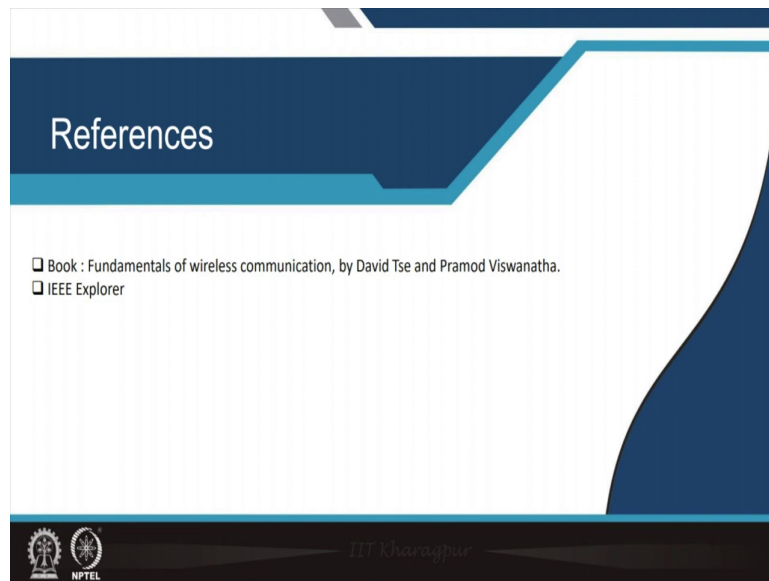 References
Book : Fundamentals of wireless communication, by David Tse and Pramod Viswanatha.
IEEE Explorer
IIT Kharagpur
NPTEL